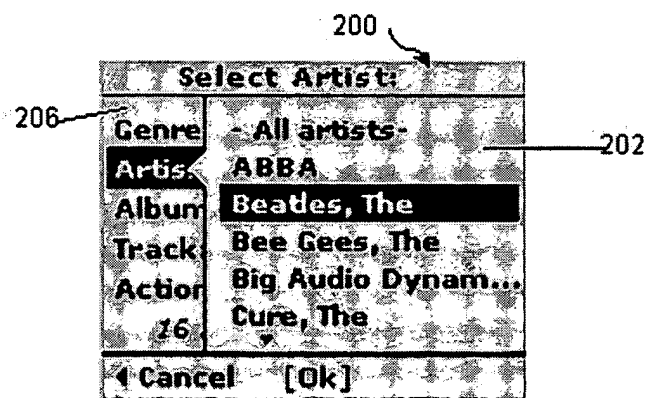 200
Select Artist:
206
Genre
- All artists-
202
Artis
ABBA
Album
Beatles, The
Track
Bee Gees, The
Action
Big Audio Dynam...
16
Cure, The
Cancel [Ok]